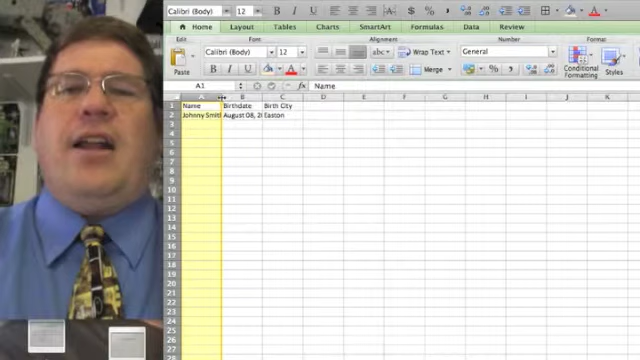 Calibri (Body) 12 B I U $ % A
Home Layout Tables Charts SmartArt Formulas Data Review
Font Alignment Number Format
Calibri (Body) 12 abc Wrap Text General
Paste B I U A Merge $ % Conditional Formatting Styles
A1 fx Name
A B C D E F G H I J K
1 Name Birthdate Birth City
2 Johnny Smit August 08, 20 Easton
3
4
5
6
7
8
9
10
11
12
13
14
15
16
17
18
19
20
21
22
23
24
25
26
27
28